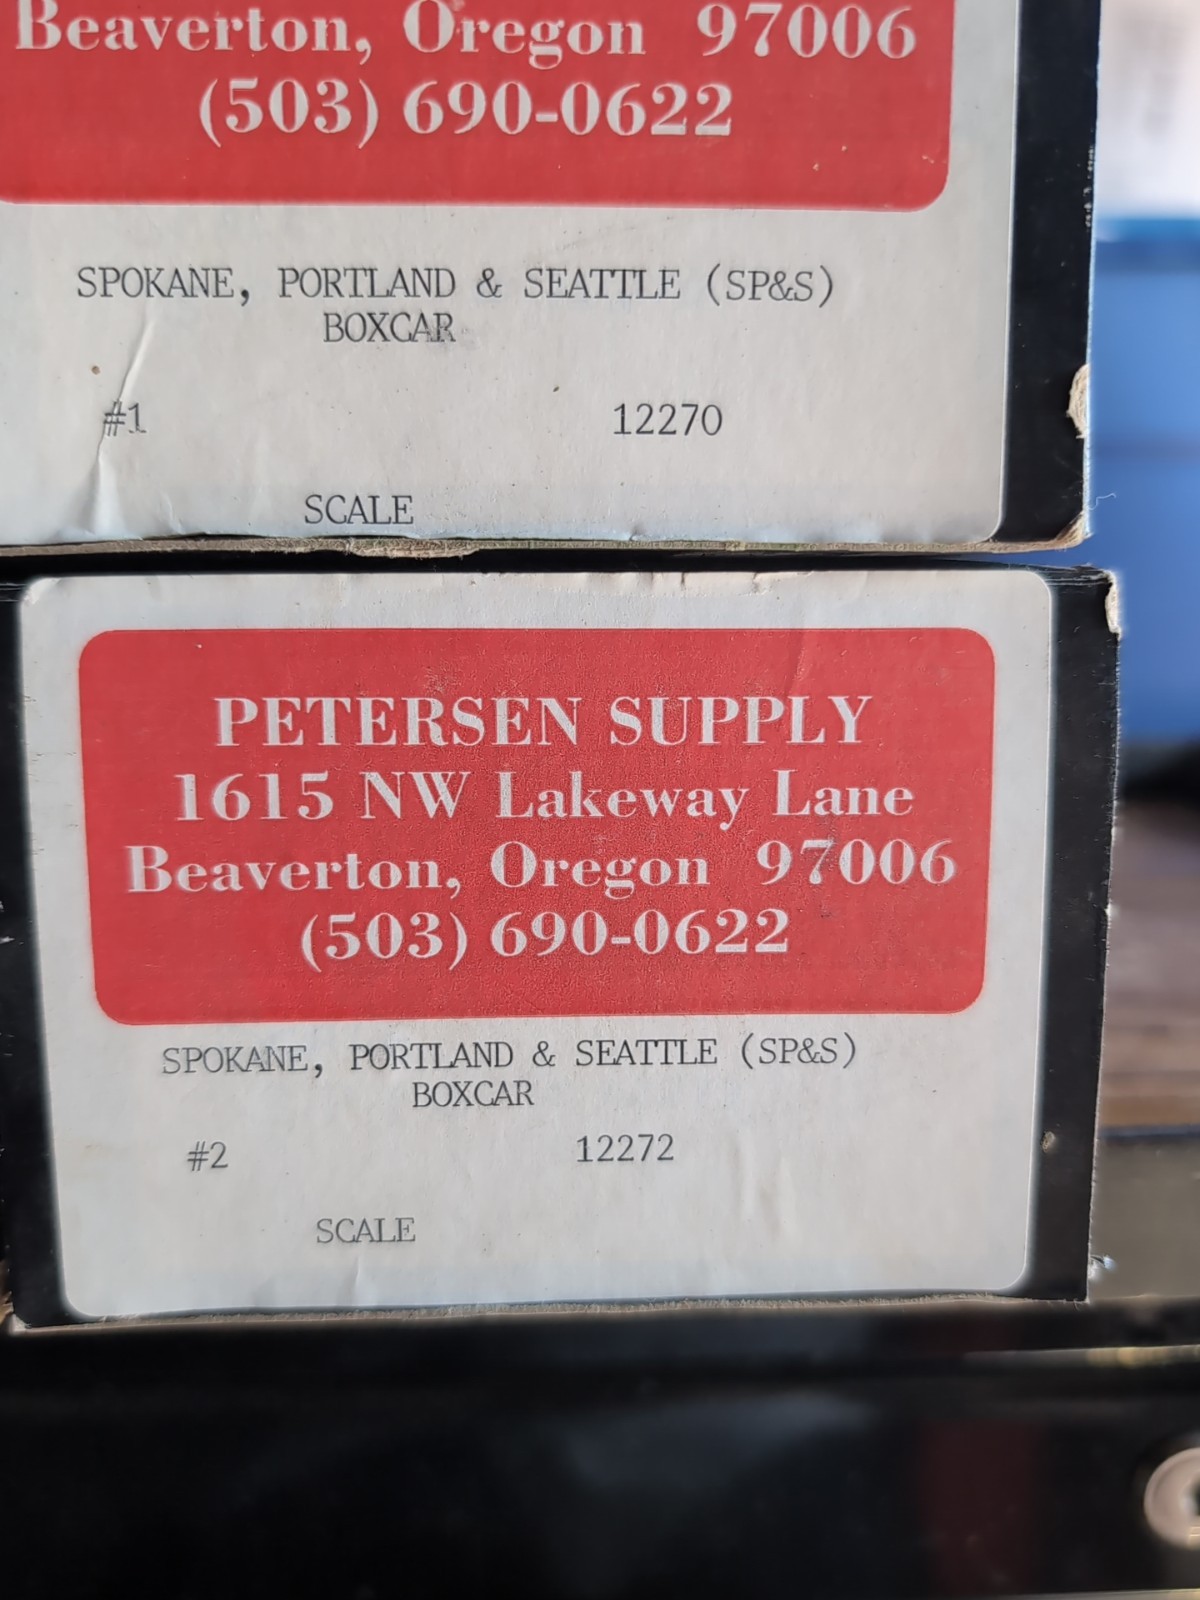 Beaverton, Oregon 97006
(503) 690-0622
SPOKANE, PORTLAND & SEATTLE (SP&S)
BOXCAR
#1 12270
SCALE
PETERSEN SUPPLY
1615 NW Lakeway Lane
Beaverton, Oregon 97006
(503) 690-0622
SPOKANE, PORTLAND & SEATTLE (SP&S)
BOXCAR
#2 12272
SCALE